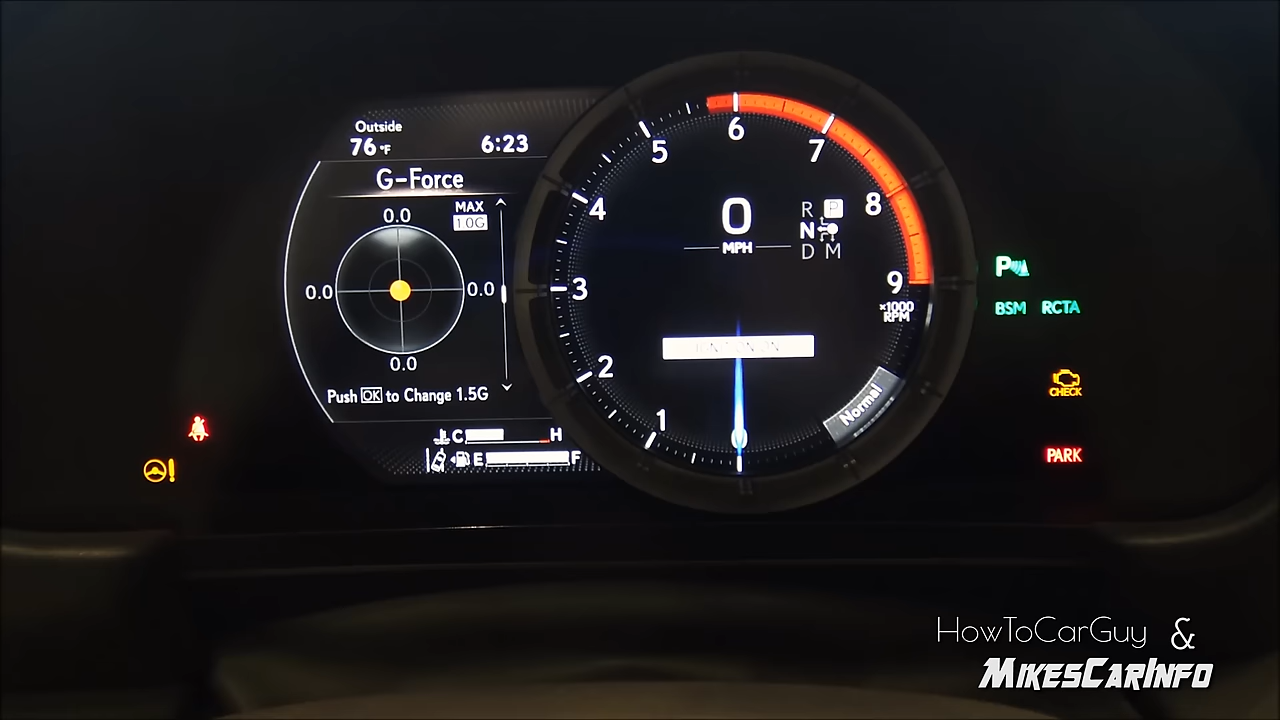 Outside
76°F
6:23
G-Force
0.0
MAX
1.0G
0.0
0.0
0.0
Push OK to Change 1.5G
C H
E F
1
2
3
4
5
6
7
8
9
×1000
RPM
0
MPH
R P
N
D M
Normal
P
BSM RCTA
CHECK
PARK
HowToCarGuy &
MikesCarInfo